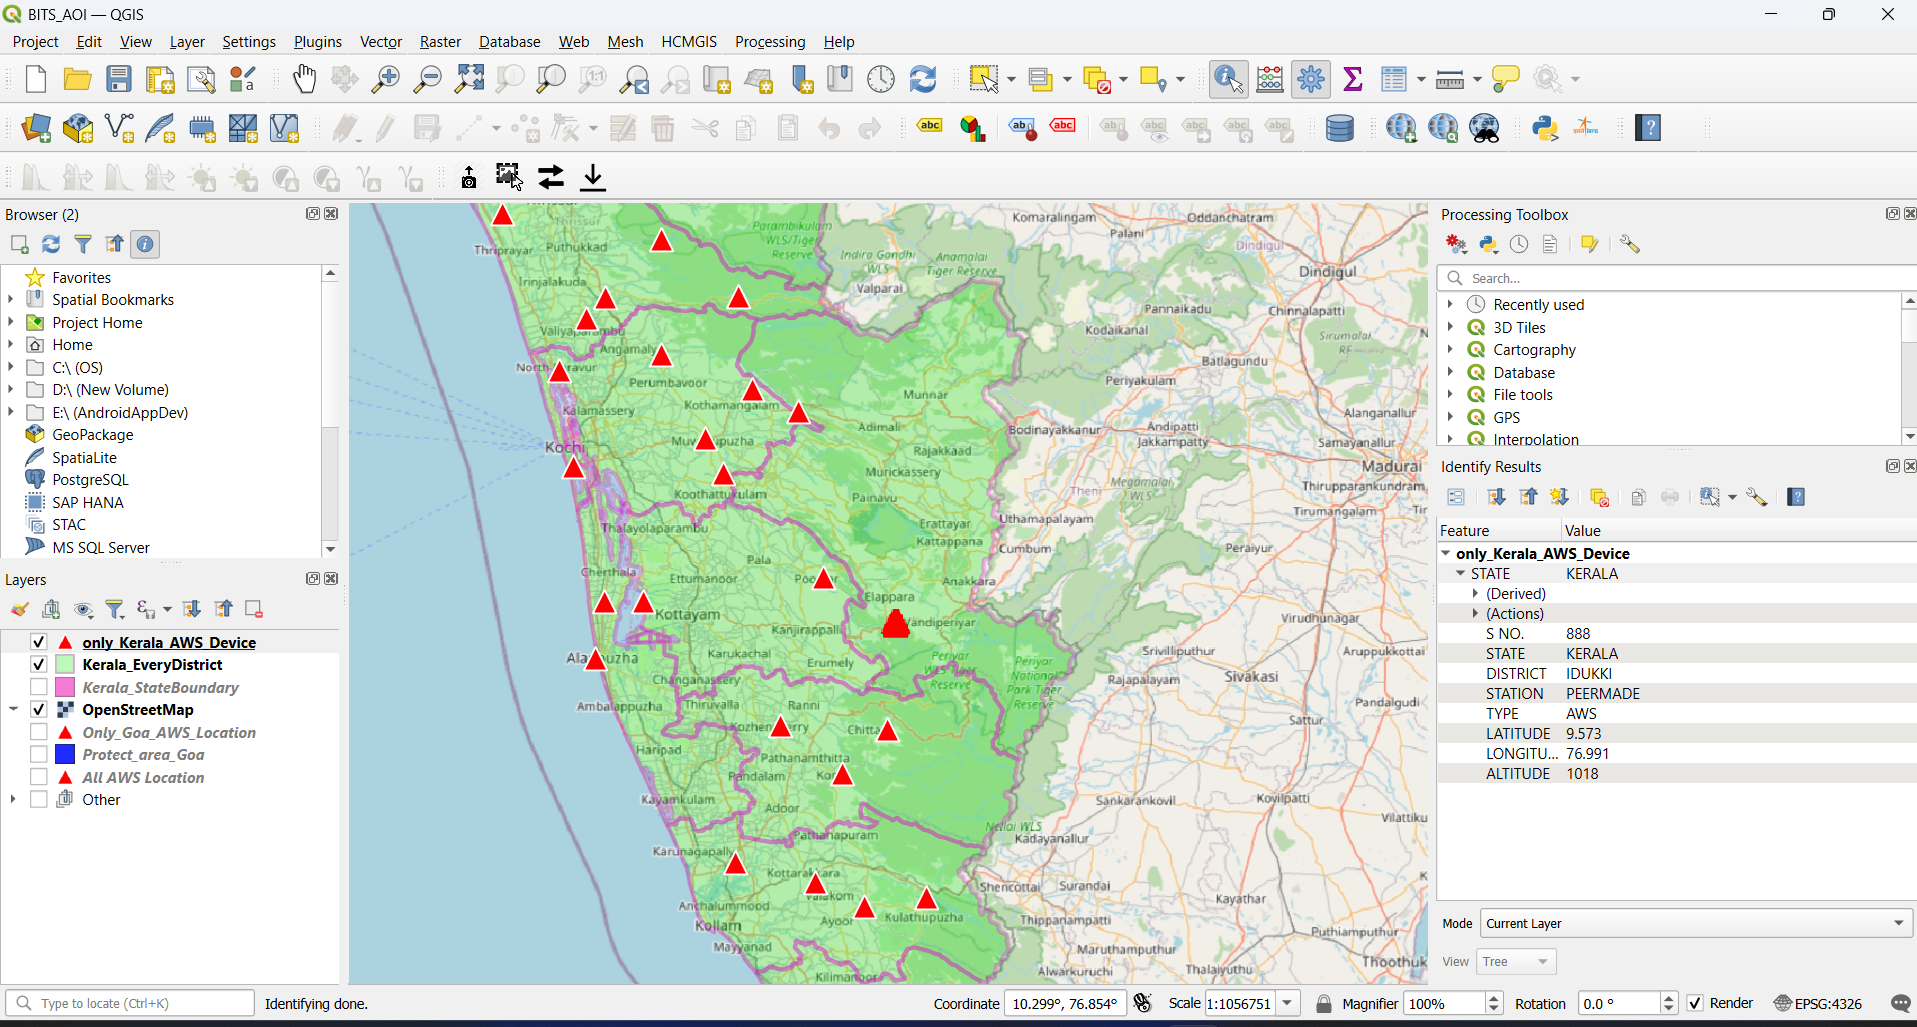 BITS_AOI — QGIS
Project Edit View Layer Settings Plugins Vector Raster Database Web Mesh HCMGIS Processing Help
Browser (2)
Favorites
Spatial Bookmarks
Project Home
Home
C:\ (OS)
D:\ (New Volume)
E:\ (AndroidAppDev)
GeoPackage
SpatiaLite
PostgreSQL
SAP HANA
STAC
MS SQL Server
Layers
only_Kerala_AWS_Device
Kerala_EveryDistrict
Kerala_StateBoundary
OpenStreetMap
Only_Goa_AWS_Location
Protect_area_Goa
All AWS Location
Other
Thrissur
Parambikulam
WLS/Tiger
Reserve
Komaralingam
Oddanchatram
Palani
Thriprayar
Puthukkad
Indira Gandhi
WLS
Anamalai
Tiger Reserve
Dindigul
Dindigul
Irinjalakuda
Valparai
Pannaikadu
Chinnalapatti
Valiyaparambu
Kodaikanal
Sirumalai
RF
Angamaly
North Paravur
Batlagundu
Perumbavoor
Periyakulam
Munnar
Kalamassery
Kothamangalam
Alanganallur
Adimali
Bodinayakkanur
Andipatti
Jakkampatty
Samayanallur
Kochi
Muvattupuzha
Rajakkad
Madurai
Murickassery
Megamalai
WLS
Thirupparankundram
Koothattukulam
Painavu
Theni
Tirumangalam
Thalayolaparambu
Erattayar
Kattappana
Uthamapalayam
Cumbum
Peraiyur
Pala
Cherthala
Ettumanoor
Anakkara
Elappara
Kottayam
Vandiperiyar
Virudhunagar
Kanjirappalli
Alappuzha
Karukachal
Erumely
Periyar
WLS Tiger
Reserve
Periyar
National
Park Tiger
Reserve
Srivilliputhur
Aruppukkottai
Changanassery
Rajapalayam
Sivakasi
Ambalappuzha
Thiruvalla
Ranni
Pandalgudi
Kozhencherry
Chittar
Sattur
Haripad
Pathanamthitta
Pandalam
Kayamkulam
Adoor
Sankarankovil
Kovilpatti
Pathanapuram
Nellai WLS
Kadayanallur
Vilattiku
Karunagapally
Kottarakkara
Shencottai
Surandai
Anchalummood
Valakom
Kayathar
Kollam
Ayoor
Kulathupuzha
Thippanampatti
Puthiamputhur
Mayyanad
Maruthamputhur
Kilimanoor
Alwarkuruchi
Thalaiyuthu
Thoothuk
Processing Toolbox
Search...
Recently used
3D Tiles
Cartography
Database
File tools
GPS
Interpolation
Identify Results
Feature Value
only_Kerala_AWS_Device
STATE KERALA
(Derived)
(Actions)
S NO. 888
STATE KERALA
DISTRICT IDUKKI
STATION PEERMADE
TYPE AWS
LATITUDE 9.573
LONGITU... 76.991
ALTITUDE 1018
Mode Current Layer
View Tree
Type to locate (Ctrl+K) Identifying done. Coordinate 10.299°, 76.854° Scale 1:1056751 Magnifier 100% Rotation 0.0 ° Render EPSG:4326